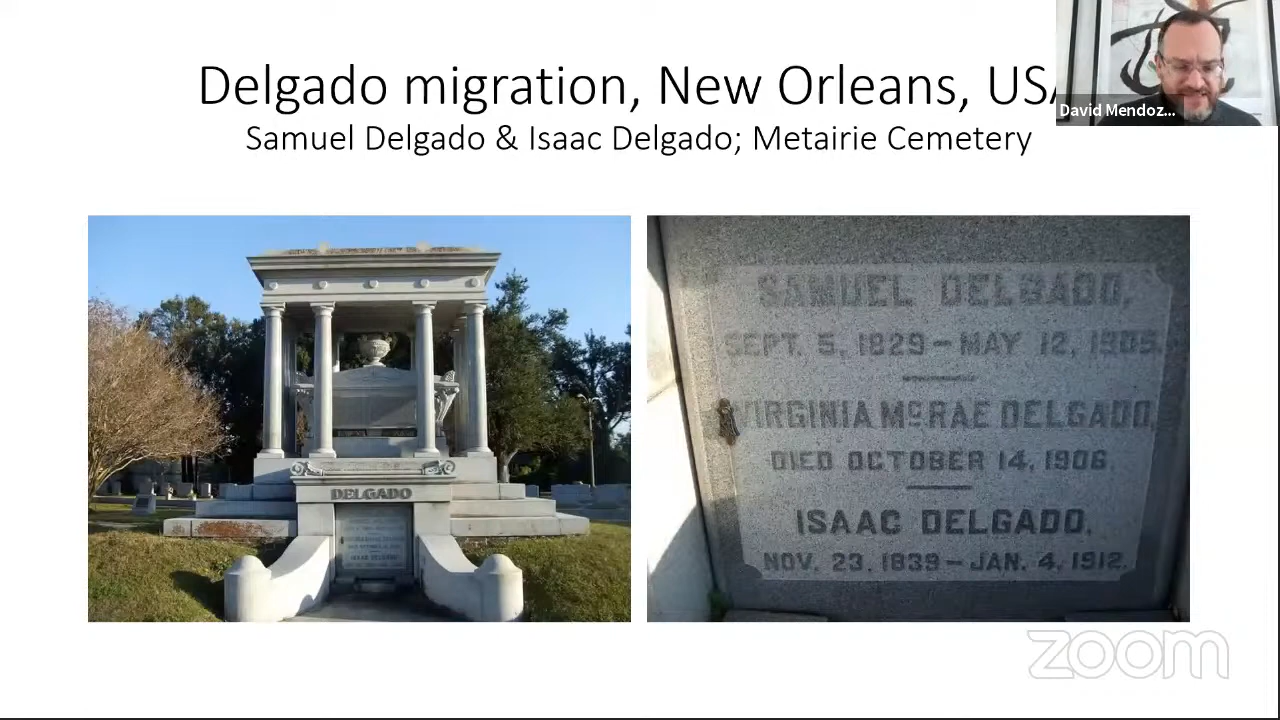 Delgado migration, New Orleans, USA
Samuel Delgado & Isaac Delgado; Metairie Cemetery
David Mendoz...
DELGADO
SAMUEL DELGADO,
SEPT. 5, 1829 – MAY 12, 1905.
VIRGINIA McRAE DELGADO,
DIED OCTOBER 14, 1906.
ISAAC DELGADO.
NOV. 23, 1839 – JAN. 4, 1912.
zoom